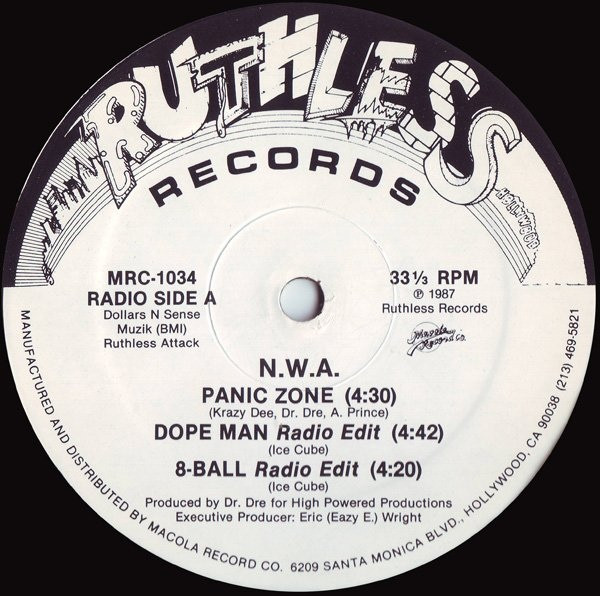 RUTHLESS
RECORDS
HOLLYWOOD
MRC-1034
RADIO SIDE A
Dollars N Sense
Muzik (BMI)
Ruthless Attack
33⅓ RPM
℗ 1987
Ruthless Records
Macola
Record Co.
N.W.A.
PANIC ZONE (4:30)
(Krazy Dee, Dr. Dre, A. Prince)
DOPE MAN Radio Edit (4:42)
(Ice Cube)
8-BALL Radio Edit (4:20)
(Ice Cube)
Produced by Dr. Dre for High Powered Productions
Executive Producer: Eric (Eazy E.) Wright
MANUFACTURED AND DISTRIBUTED BY MACOLA RECORD CO. 6209 SANTA MONICA BLVD., HOLLYWOOD, CA 90038 (213) 469-5821